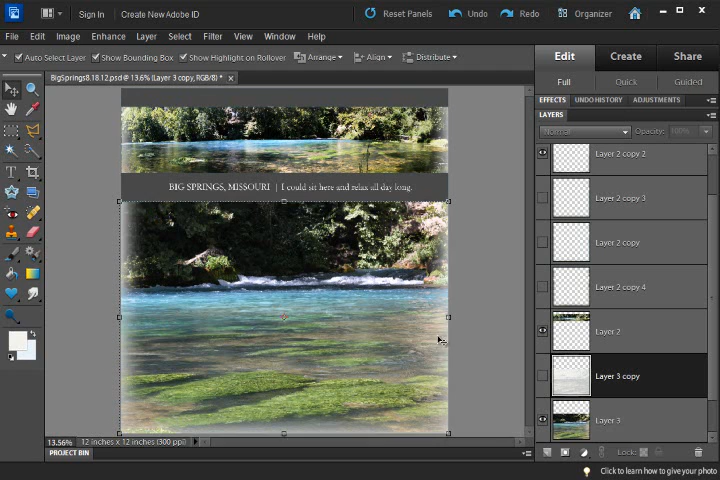 Sign In
Create New Adobe ID
Reset Panels
Undo
Redo
Organizer
File Edit Image Enhance Layer Select Filter View Window Help
Auto Select Layer
Show Bounding Box
Show Highlight on Rollover
Arrange
Align
Distribute
Edit
Create
Share
BigSprings8.18.12.psd @ 13.6% (Layer 3 copy, RGB/8) *
Full
Quick
Guided
EFFECTS
UNDO HISTORY
ADJUSTMENTS
LAYERS
Normal
Opacity: 100%
Layer 2 copy 2
BIG SPRINGS, MISSOURI | I could sit here and relax all day long.
Layer 2 copy 3
Layer 2 copy
Layer 2 copy 4
Layer 2
Layer 3 copy
Layer 3
13.56%
12 inches x 12 inches (300 ppi)
Lock:
PROJECT BIN
Click to learn how to give your photo